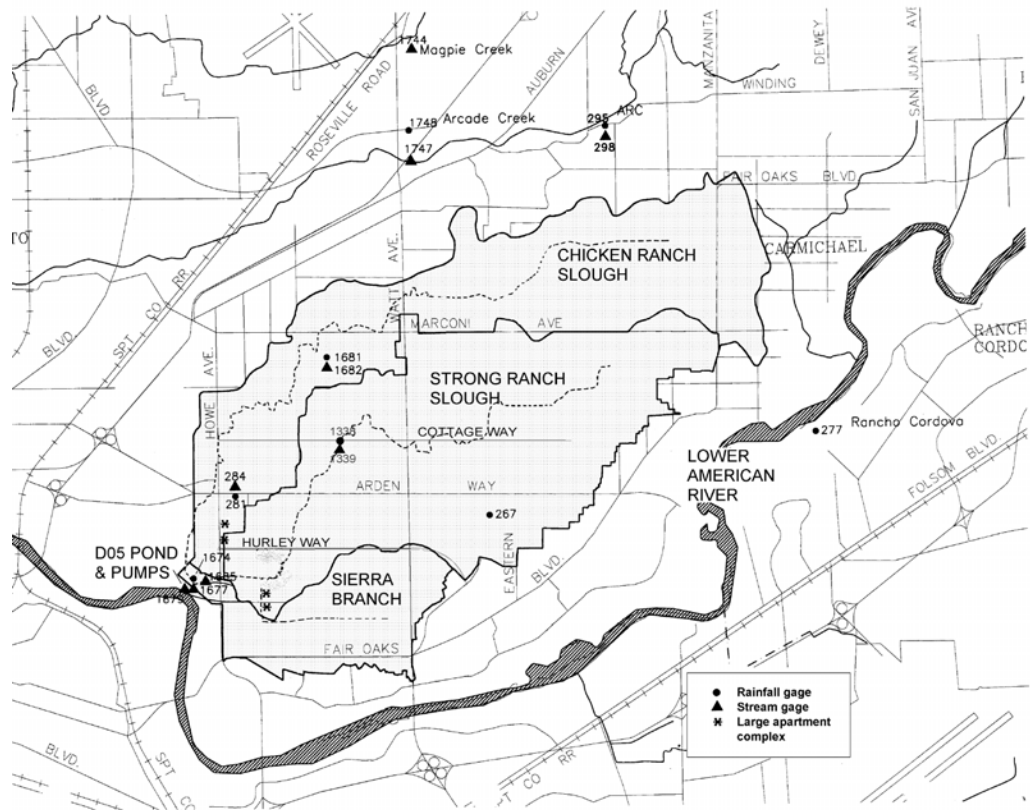 1744
Magpie Creek
AUBURN
MANZANITA
AVE
DEWEY
SAN JUAN AVE
WINDING
BLVD
ROSEVILLE ROAD
1748
Arcade Creek
295
ARC
298
1747
FAIR OAKS BLVD
TO
CARMICHAEL
CHICKEN RANCH
SLOUGH
WATT AVE.
SPT CO RR
BLVD.
MARCONI AVE
RANCH
CORDO
HOWE AVE.
1681
1682
STRONG RANCH
SLOUGH
COTTAGE WAY
1339
277
Rancho Cordova
LOWER
AMERICAN
RIVER
FOLSOM BLVD.
284
281
ARDEN WAY
267
HURLEY WAY
D05 POND
& PUMPS
1674
1677
SIERRA
BRANCH
EASTERN
BLVD.
FAIR OAKS
Rainfall gage
Stream gage
Large apartment
complex
BLVD.
SPT
CO
CO RR